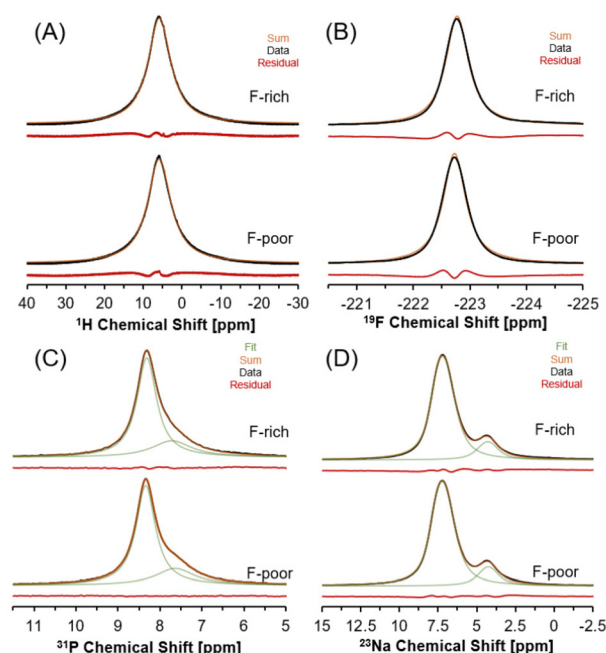 (A)
Sum
Data
Residual
F-rich
F-poor
40 30 20 10 0 -10 -20 -30
¹H Chemical Shift [ppm]
(B)
Sum
Data
Residual
F-rich
F-poor
-221 -222 -223 -224 -225
¹⁹F Chemical Shift [ppm]
(C)
Fit
Sum
Data
Residual
F-rich
F-poor
11 10 9 8 7 6 5
³¹P Chemical Shift [ppm]
(D)
Fit
Sum
Data
Residual
F-rich
F-poor
15 12.5 10 7.5 5 2.5 0 -2.5
²³Na Chemical Shift [ppm]